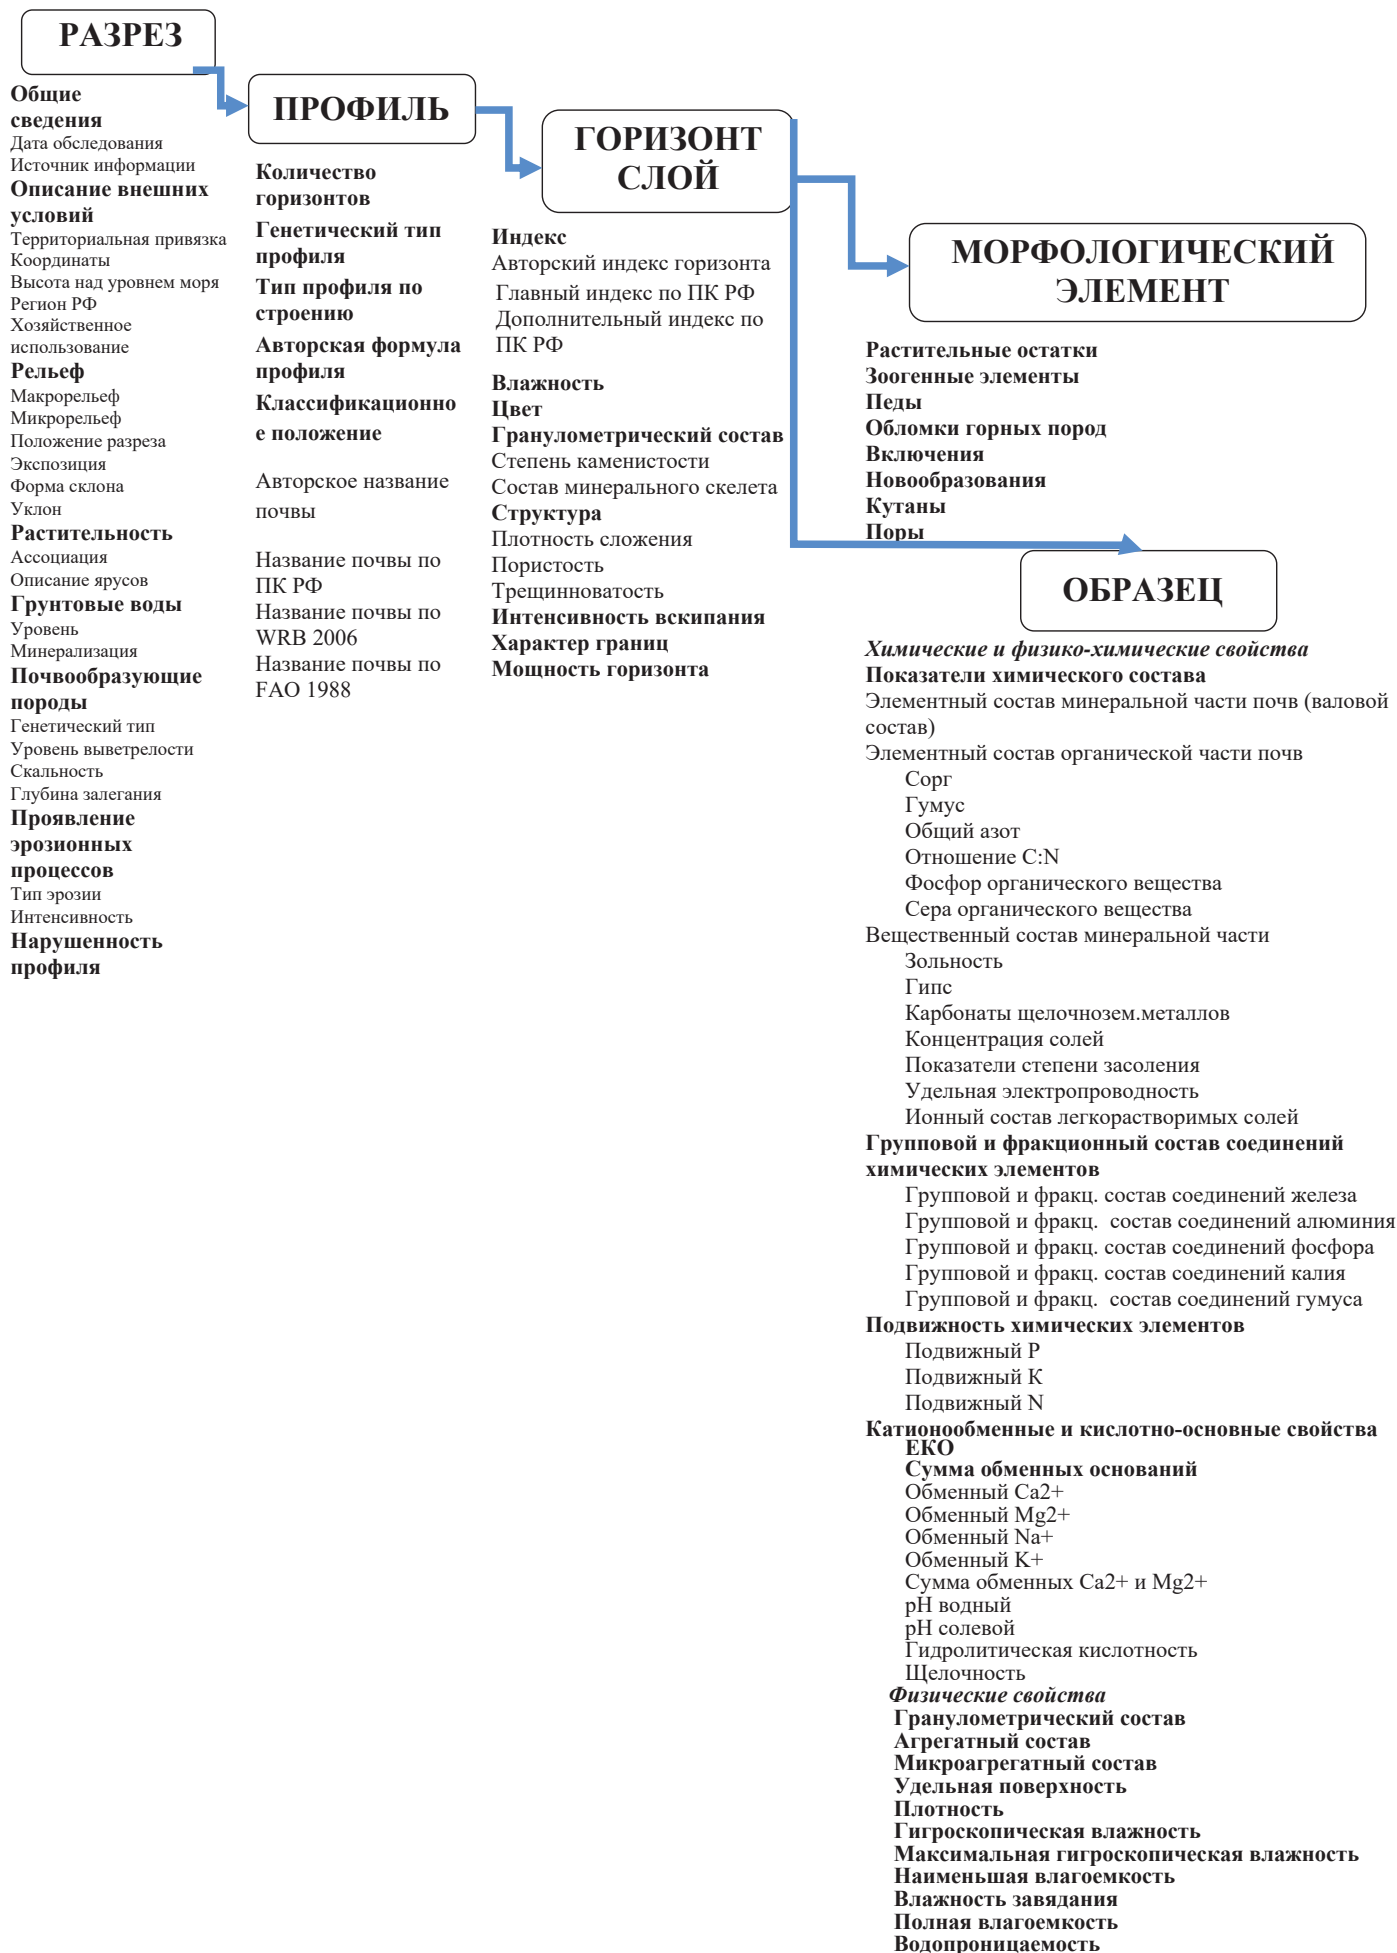 РАЗРЕЗ
Общие
сведения
Дата обследования
Источник информации
Описание внешних
условий
Территориальная привязка
Координаты
Высота над уровнем моря
Регион РФ
Хозяйственное
использование
Рельеф
Макрорельеф
Микрорельеф
Положение разреза
Экспозиция
Форма склона
Уклон
Растительность
Ассоциация
Описание ярусов
Грунтовые воды
Уровень
Минерализация
Почвообразующие
породы
Генетический тип
Уровень выветрелости
Скальность
Глубина залегания
Проявление
эрозионных
процессов
Тип эрозии
Интенсивность
Нарушенность
профиля
ПРОФИЛЬ
Количество
горизонтов
Генетический тип
профиля
Тип профиля по
строению
Авторская формула
профиля
Классификационно
е положение
Авторское название
почвы
Название почвы по
ПК РФ
Название почвы по
WRB 2006
Название почвы по
FAO 1988
ГОРИЗОНТ
СЛОЙ
Индекс
Авторский индекс горизонта
Главный индекс по ПК РФ
Дополнительный индекс по
ПК РФ
Влажность
Цвет
Гранулометрический состав
Степень каменистости
Состав минерального скелета
Структура
Плотность сложения
Пористость
Трещинноватость
Интенсивность вскипания
Характер границ
Мощность горизонта
МОРФОЛОГИЧЕСКИЙ
ЭЛЕМЕНТ
Растительные остатки
Зоогенные элементы
Педы
Обломки горных пород
Включения
Новообразования
Кутаны
Поры
ОБРАЗЕЦ
Химические и физико-химические свойства
Показатели химического состава
Элементный состав минеральной части почв (валовой
состав)
Элементный состав органической части почв
Сорг
Гумус
Общий азот
Отношение C:N
Фосфор органического вещества
Сера органического вещества
Вещественный состав минеральной части
Зольность
Гипс
Карбонаты щелочнозем.металлов
Концентрация солей
Показатели степени засоления
Удельная электропроводность
Ионный состав легкорастворимых солей
Групповой и фракционный состав соединений
химических элементов
Групповой и фракц. состав соединений железа
Групповой и фракц. состав соединений алюминия
Групповой и фракц. состав соединений фосфора
Групповой и фракц. состав соединений калия
Групповой и фракц. состав соединений гумуса
Подвижность химических элементов
Подвижный P
Подвижный K
Подвижный N
Катионообменные и кислотно-основные свойства
ЕКО
Сумма обменных оснований
Обменный Ca2+
Обменный Mg2+
Обменный Na+
Обменный K+
Сумма обменных Ca2+ и Mg2+
pH водный
pH солевой
Гидролитическая кислотность
Щелочность
Физические свойства
Гранулометрический состав
Агрегатный состав
Микроагрегатный состав
Удельная поверхность
Плотность
Гигроскопическая влажность
Максимальная гигроскопическая влажность
Наименьшая влагоемкость
Влажность завядания
Полная влагоемкость
Водопроницаемость